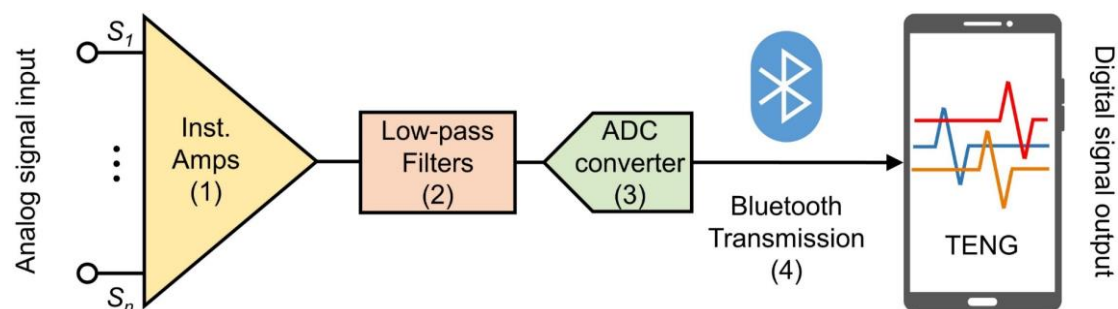 Analog signal input
S1
Sn
Inst.
Amps
(1)
Low-pass
Filters
(2)
ADC
converter
(3)
Bluetooth
Transmission
(4)
TENG
Digital signal output